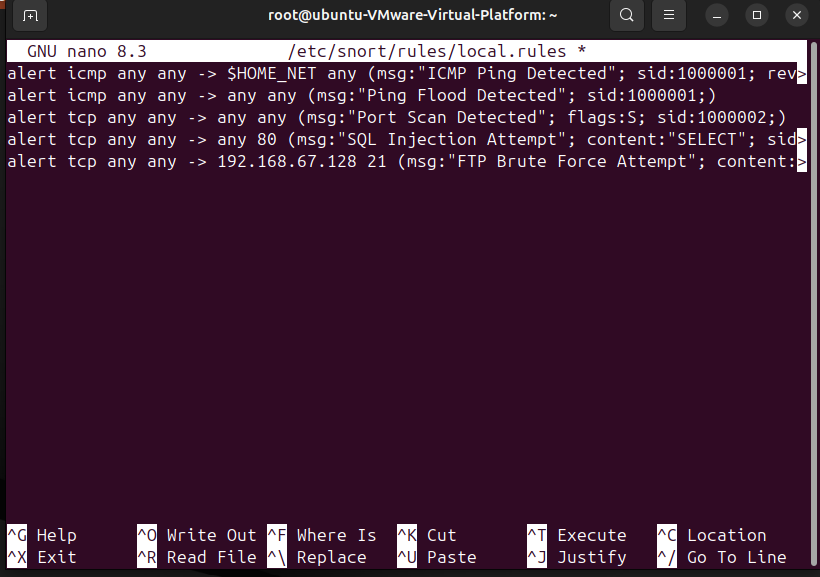 root@ubuntu-VMware-Virtual-Platform: ~
GNU nano 8.3 /etc/snort/rules/local.rules *
alert icmp any any -> $HOME_NET any (msg:"ICMP Ping Detected"; sid:1000001; rev>
alert icmp any any -> any any (msg:"Ping Flood Detected"; sid:1000001;)
alert tcp any any -> any any (msg:"Port Scan Detected"; flags:S; sid:1000002;)
alert tcp any any -> any 80 (msg:"SQL Injection Attempt"; content:"SELECT"; sid>
alert tcp any any -> 192.168.67.128 21 (msg:"FTP Brute Force Attempt"; content:>
^G Help ^O Write Out ^F Where Is ^K Cut ^T Execute ^C Location
^X Exit ^R Read File ^\ Replace ^U Paste ^J Justify ^/ Go To Line